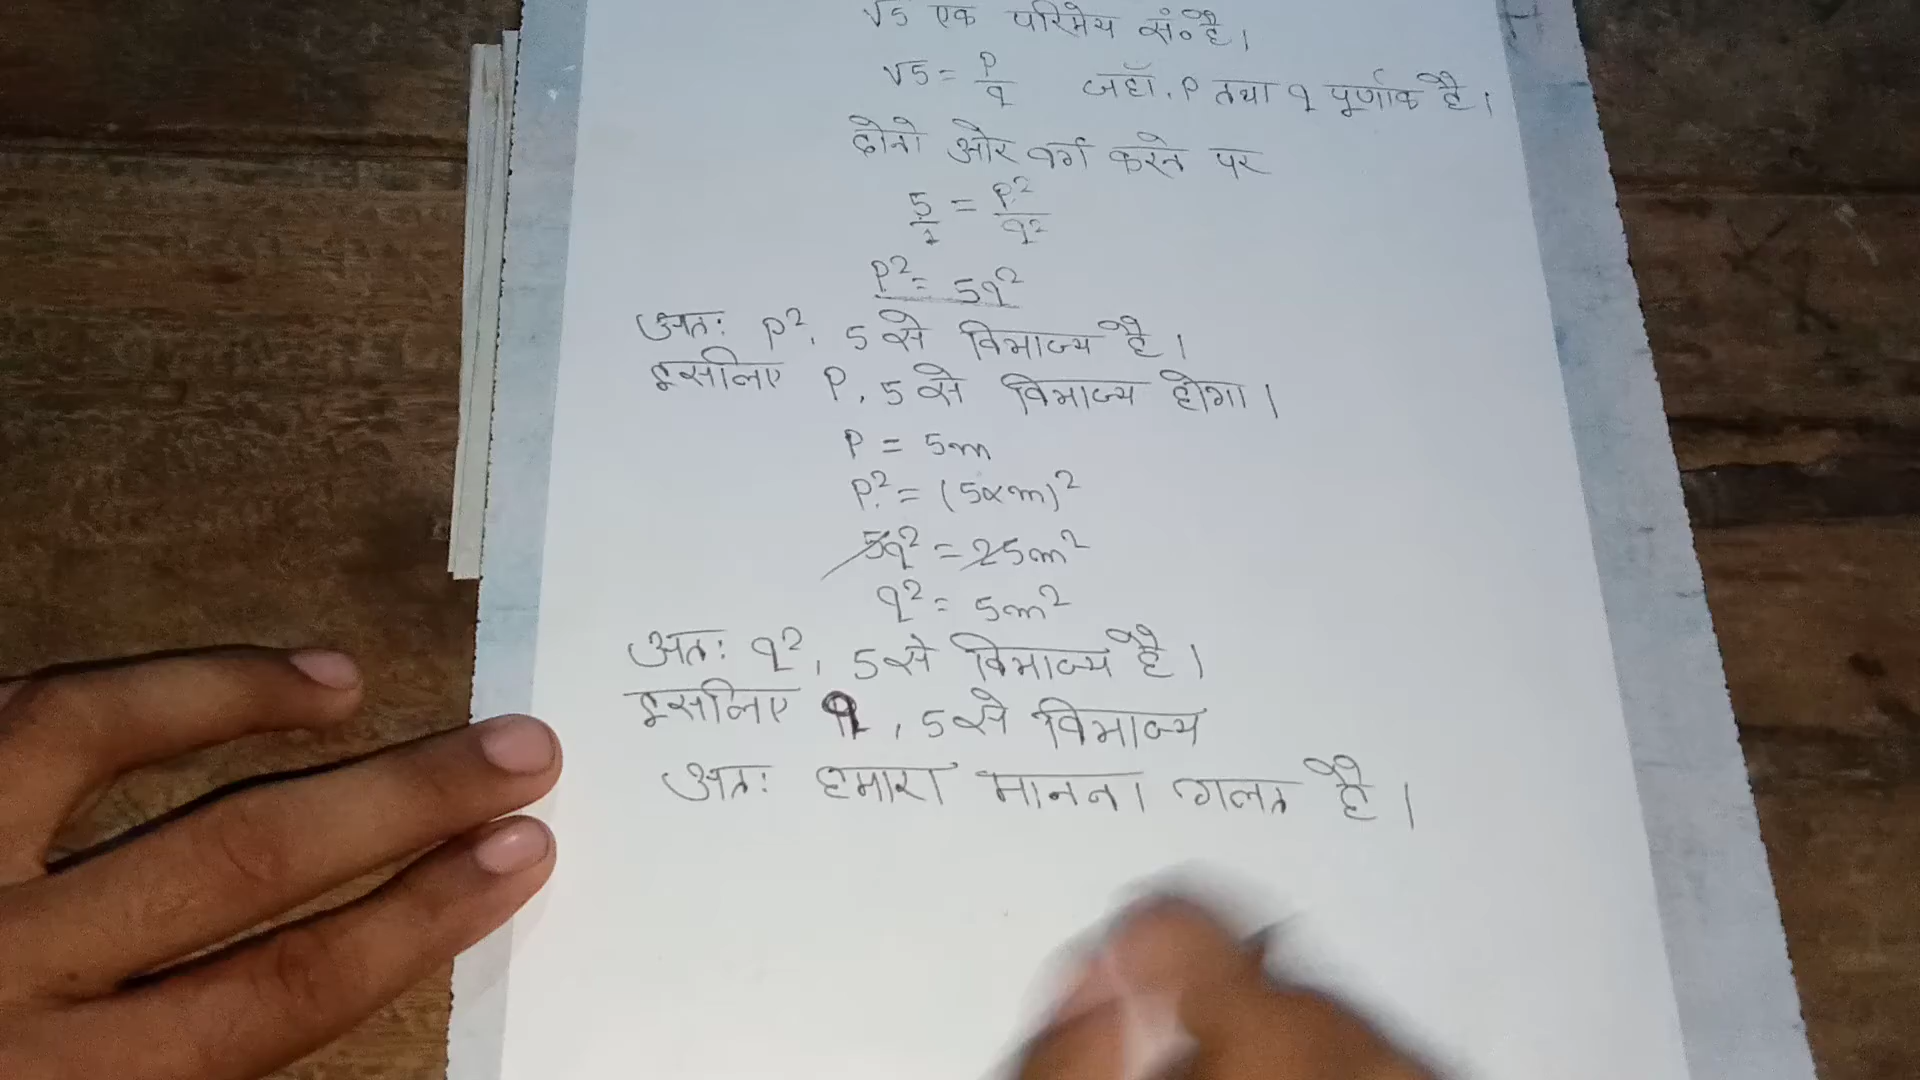 √5 एक परिमेय सं० है।
√5 = p/q जहाँ, p तथा q पूर्णांक है।
दोनो ओर वर्ग करने पर
5/1 = p²/q²
p² = 5q²
अतः p², 5 से विभाज्य है।
इसलिए p, 5 से विभाज्य होगा।
p = 5m
p² = (5×m)²
5q² = 25m²
q² = 5m²
अतः q², 5 से विभाज्य है।
इसलिए q, 5 से विभाज्य
अतः हमारा मानना गलत है।